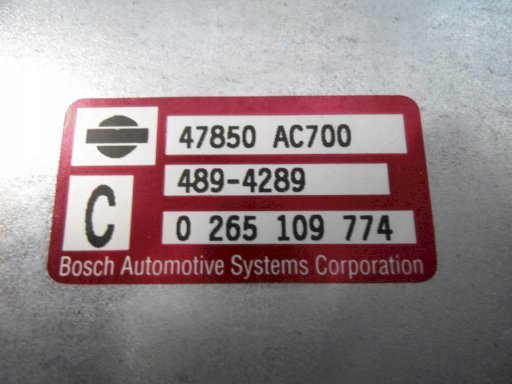 47850 AC700
489-4289
C
0 265 109 774
Bosch Automotive Systems Corporation